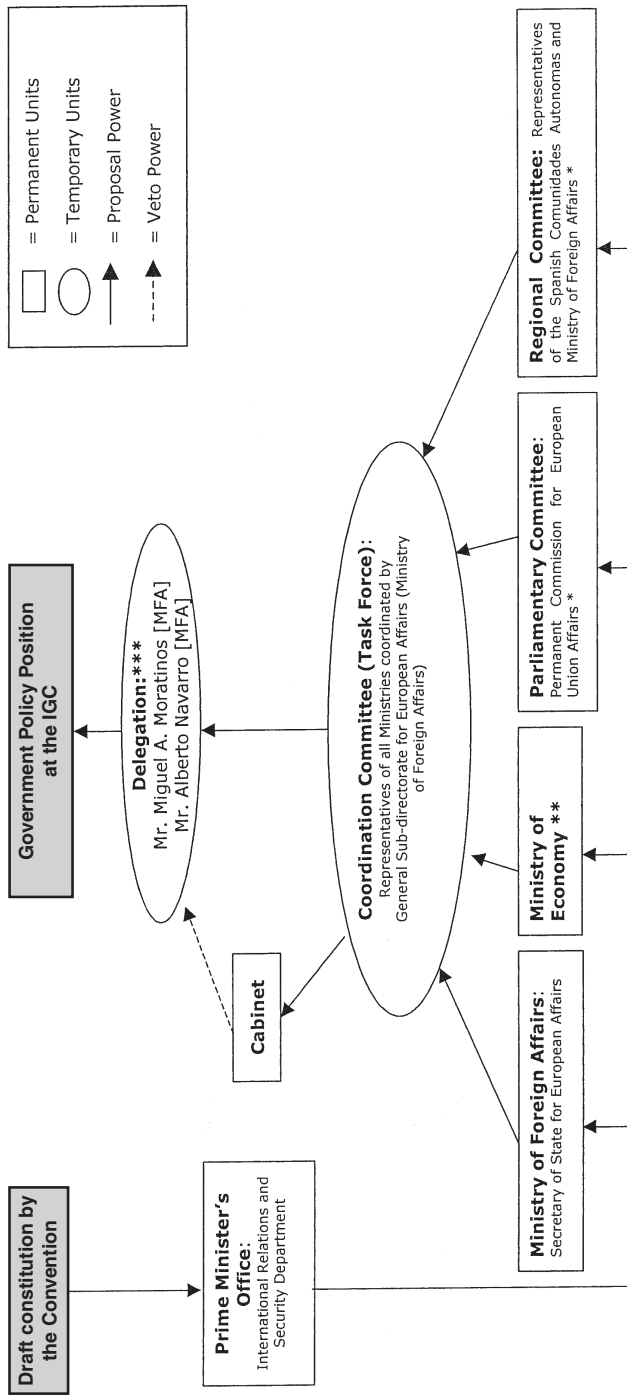 Draft constitution by
the Convention
Government Policy Position
at the IGC
= Permanent Units
= Temporary Units
= Proposal Power
= Veto Power
Prime Minister's
Office:
International Relations and
Security Department
Cabinet
Delegation:***
Mr. Miguel A. Moratinos [MFA]
Mr. Alberto Navarro [MFA]
Coordination Committee (Task Force):
Representatives of all Ministries coordinated by
General Sub-directorate for European Affairs (Ministry
of Foreign Affairs)
Ministry of Foreign Affairs:
Secretary of State for European Affairs
Ministry of
Economy **
Parliamentary Committee:
Permanent Commission for European
Union Affairs *
Regional Committee: Representatives
of the Spanish Comunidades Autonomas and
Ministry of Foreign Affairs *